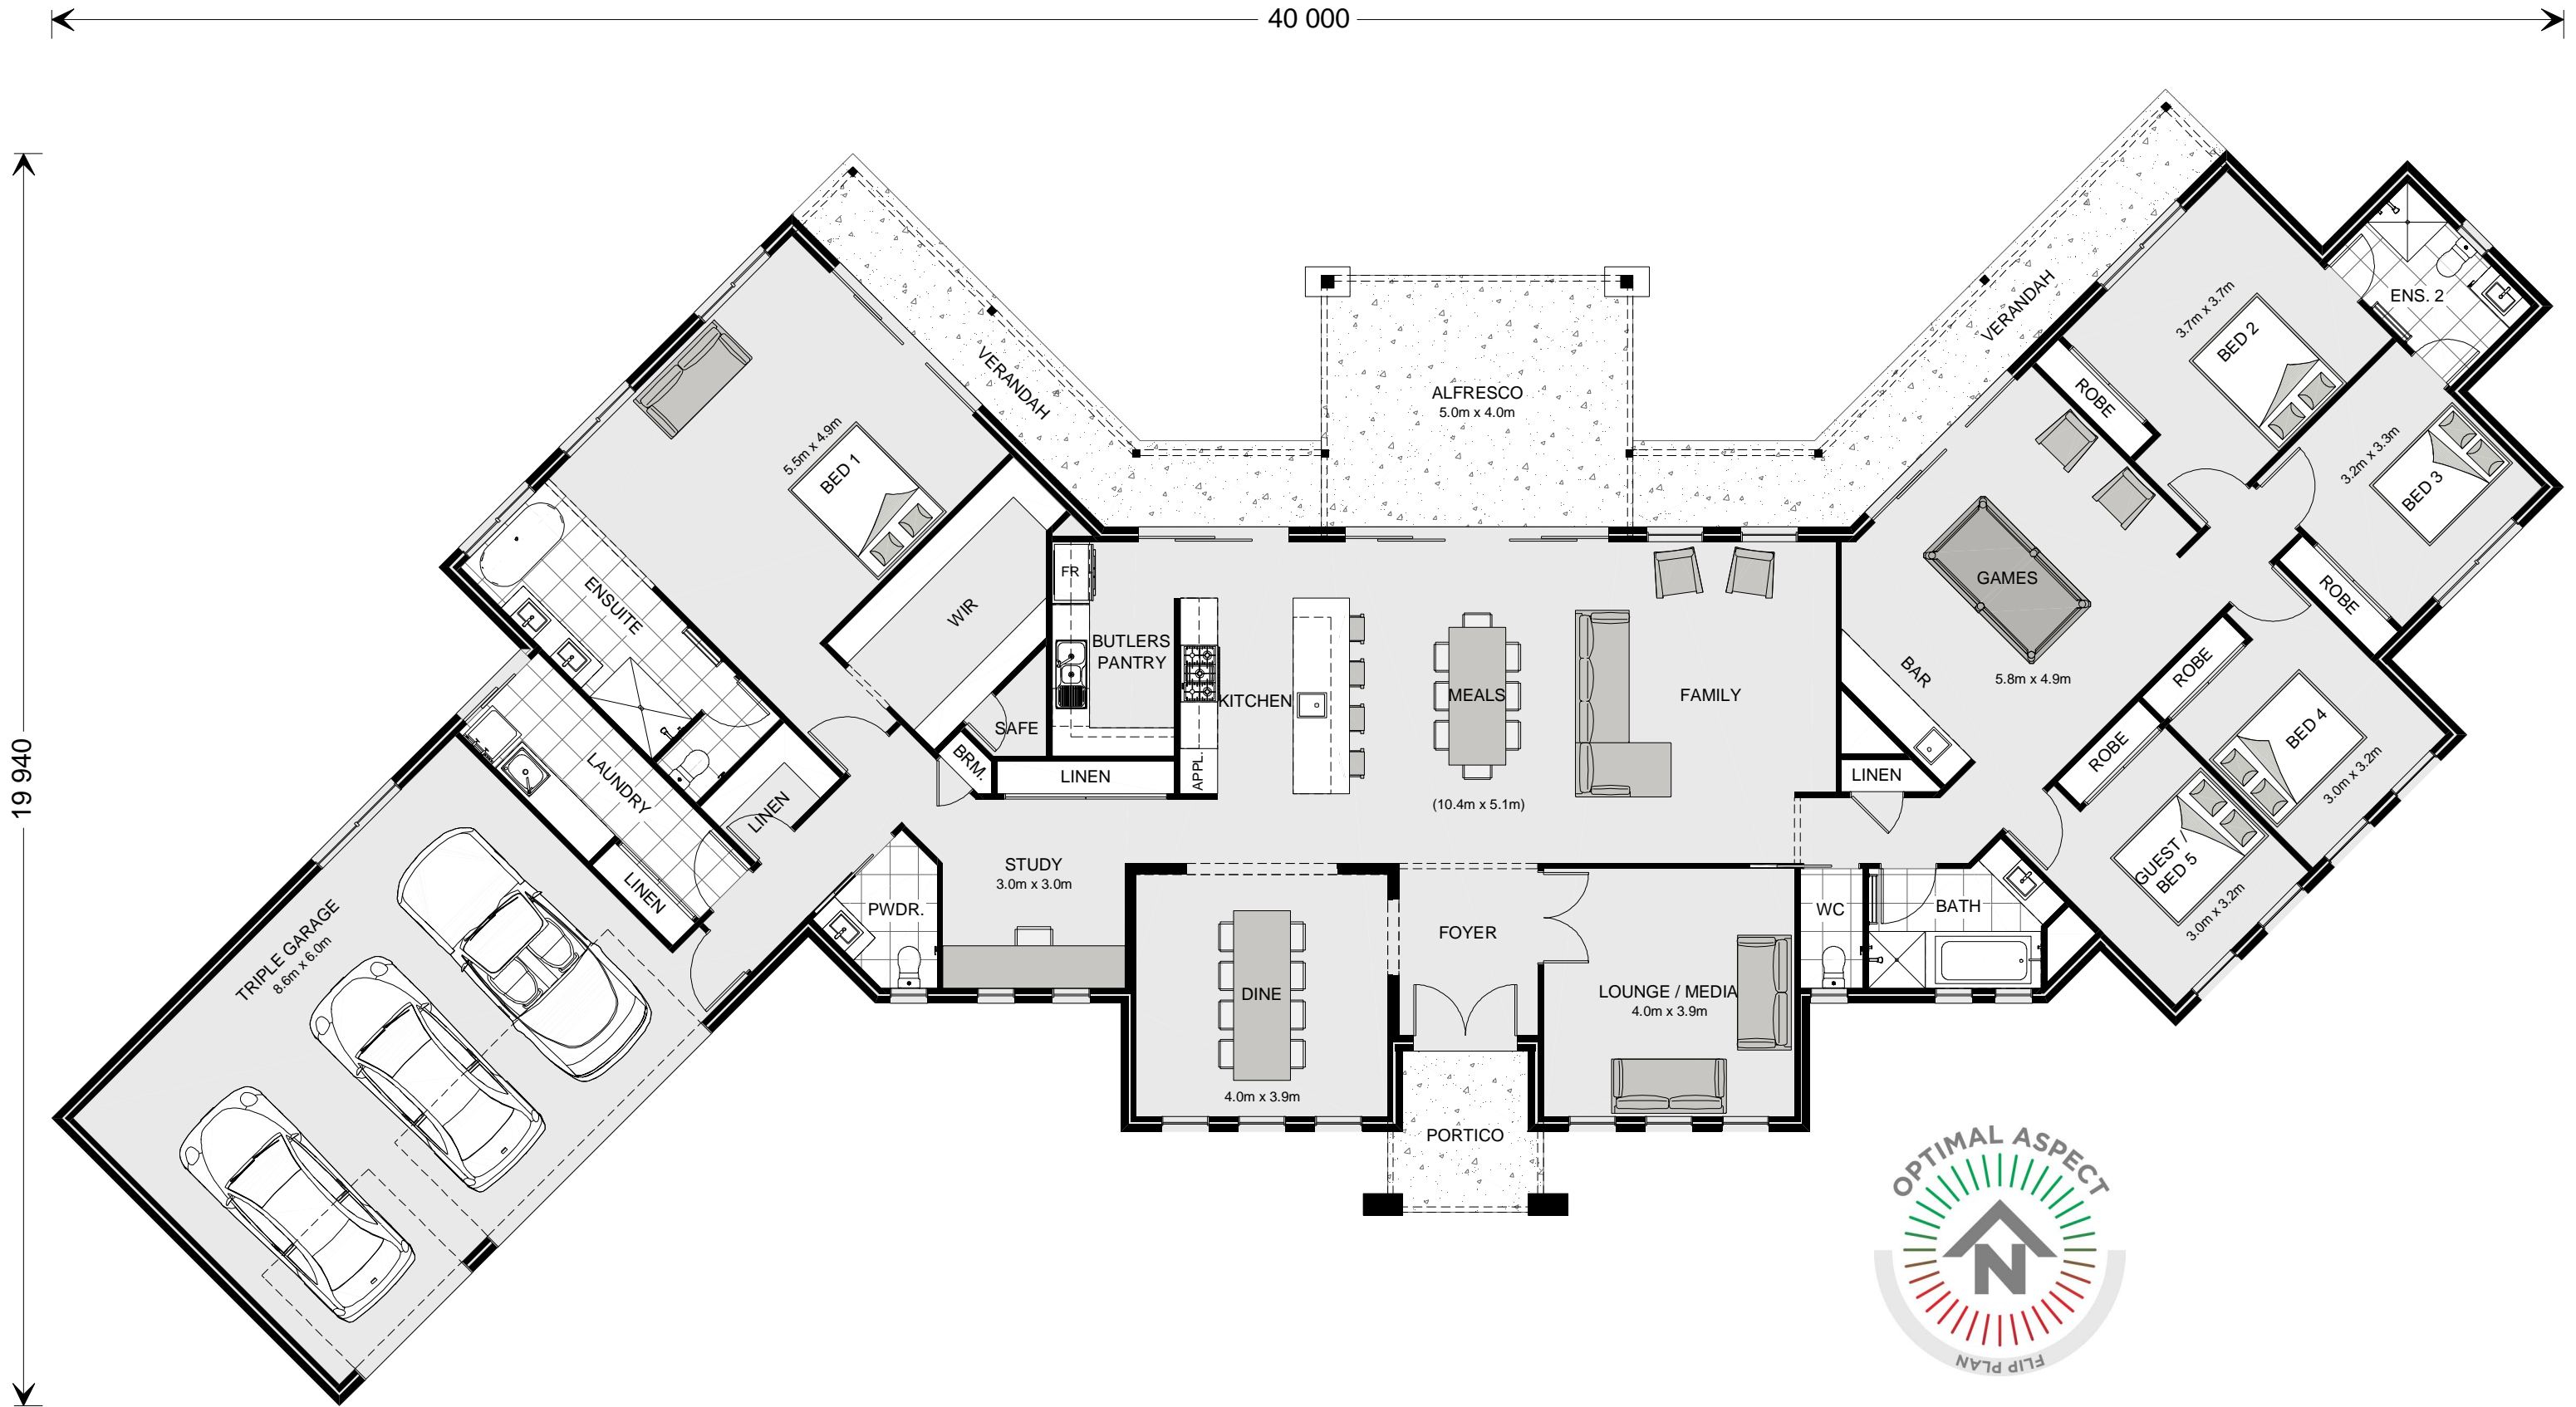 40 000
19 940
VERANDAH
VERANDAH
ALFRESCO
5.0m x 4.0m
5.5m x 4.9m
BED 1
ENSUITE
WIR
FR
BUTLERS
PANTRY
KITCHEN
APPL.
MEALS
(10.4m x 5.1m)
FAMILY
SAFE
BRM.
LINEN
LAUNDRY
LINEN
LINEN
TRIPLE GARAGE
8.6m x 6.0m
PWDR.
STUDY
3.0m x 3.0m
DINE
4.0m x 3.9m
FOYER
PORTICO
LOUNGE / MEDIA
4.0m x 3.9m
WC
BATH
LINEN
BAR
GAMES
5.8m x 4.9m
ROBE
3.7m x 3.7m
BED 2
ENS. 2
3.2m x 3.3m
BED 3
ROBE
ROBE
BED 4
3.0m x 3.2m
ROBE
GUEST /
BED 5
3.0m x 3.2m
OPTIMAL ASPECT
N
FLIP PLAN